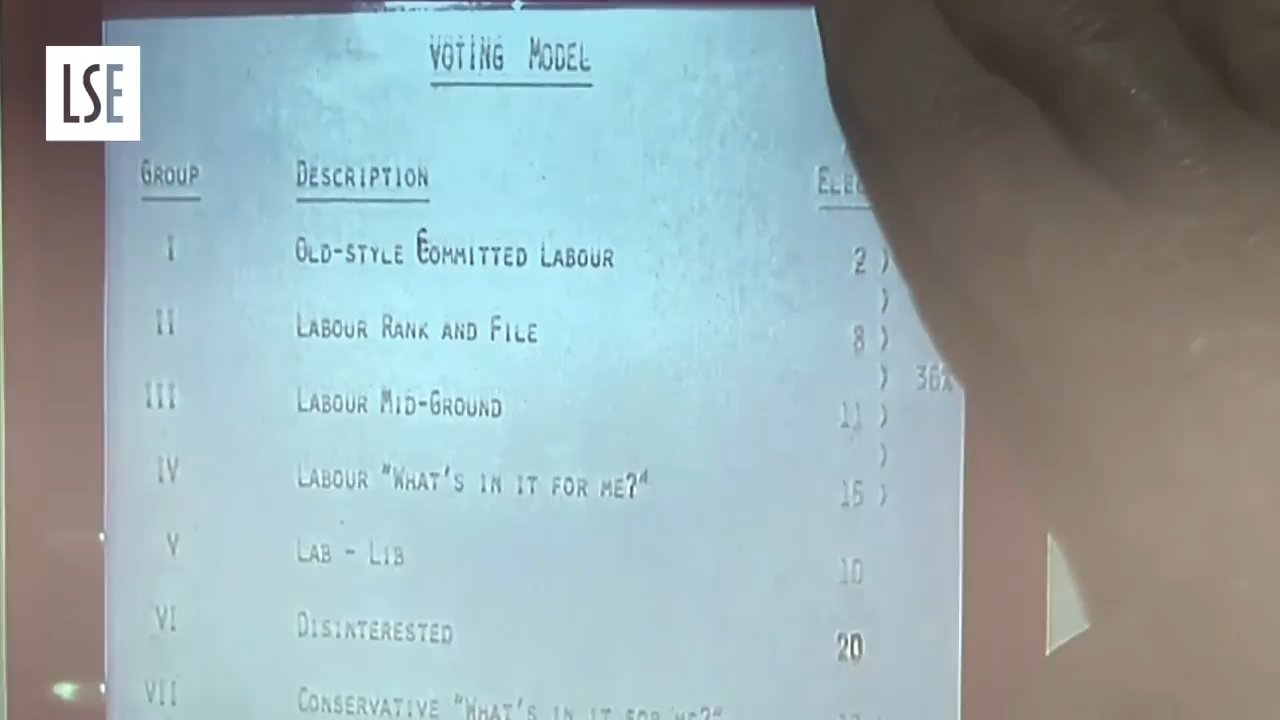 LSE
VOTING MODEL
GROUP DESCRIPTION
I OLD-STYLE COMMITTED LABOUR 2 )
)
II LABOUR RANK AND FILE 8 )
) 36%
III LABOUR MID-GROUND 11 )
)
IV LABOUR "WHAT'S IN IT FOR ME?" 15 )
V LAB - LIB 10
VI DISINTERESTED 20
VII CONSERVATIVE "WHAT'S IN IT FOR ME?"